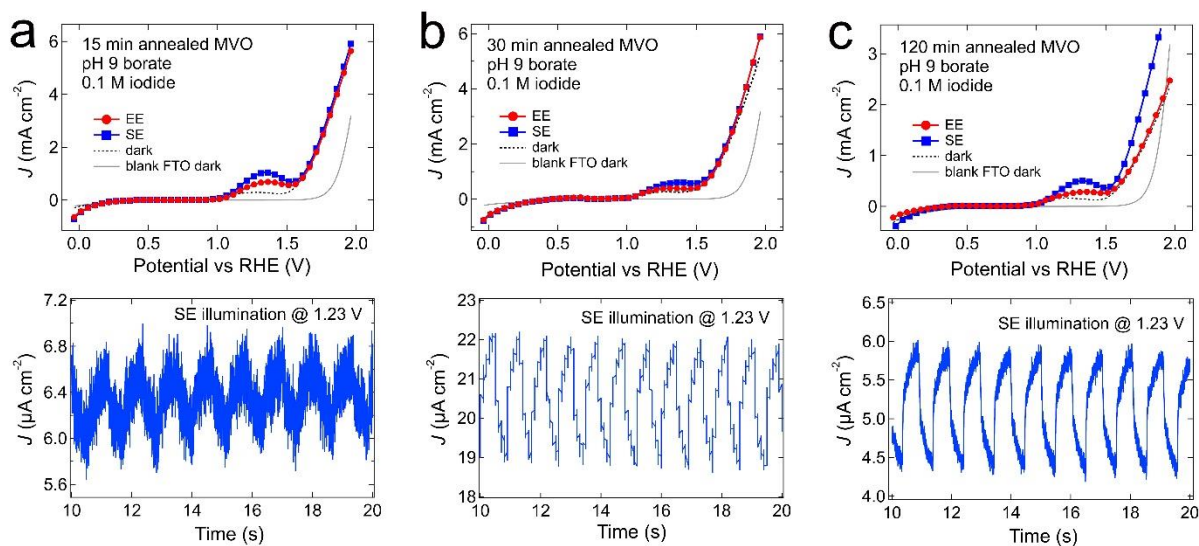 a
15 min annealed MVO
pH 9 borate
0.1 M iodide
EE
SE
dark
blank FTO dark
J (mA cm⁻²)
6
4
2
0
0.0 0.5 1.0 1.5 2.0
Potential vs RHE (V)
b
30 min annealed MVO
pH 9 borate
0.1 M iodide
EE
SE
dark
blank FTO dark
J (mA cm⁻²)
6
4
2
0
0.0 0.5 1.0 1.5 2.0
Potential vs RHE (V)
c
120 min annealed MVO
pH 9 borate
0.1 M iodide
EE
SE
dark
blank FTO dark
J (mA cm⁻²)
3
2
1
0
0.0 0.5 1.0 1.5 2.0
Potential vs RHE (V)
SE illumination @ 1.23 V
J (µA cm⁻²)
7.2
6.8
6.4
6.0
5.6
10 12 14 16 18 20
Time (s)
SE illumination @ 1.23 V
J (µA cm⁻²)
23
22
21
20
19
18
10 12 14 16 18 20
Time (s)
SE illumination @ 1.23 V
J (µA cm⁻²)
6.5
6.0
5.5
5.0
4.5
4.0
10 12 14 16 18 20
Time (s)